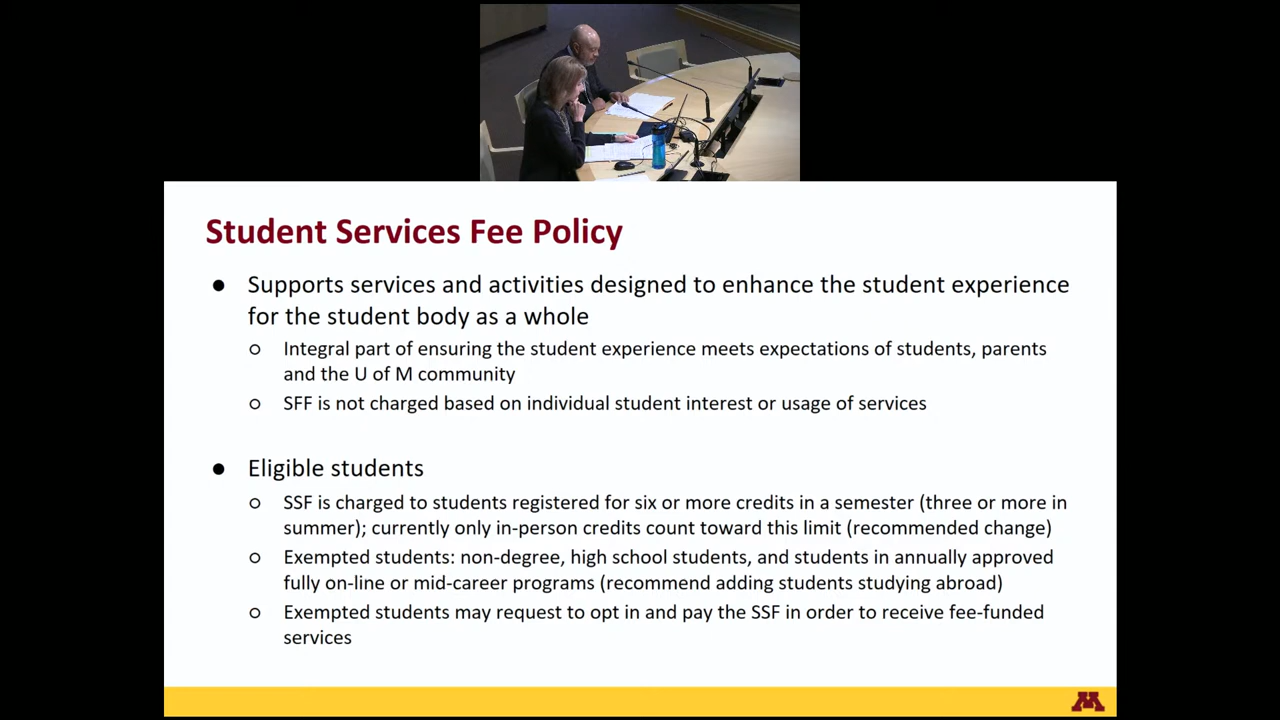 Student Services Fee Policy
● Supports services and activities designed to enhance the student experience
for the student body as a whole
○ Integral part of ensuring the student experience meets expectations of students, parents
and the U of M community
○ SFF is not charged based on individual student interest or usage of services
● Eligible students
○ SSF is charged to students registered for six or more credits in a semester (three or more in
summer); currently only in-person credits count toward this limit (recommended change)
○ Exempted students: non-degree, high school students, and students in annually approved
fully on-line or mid-career programs (recommend adding students studying abroad)
○ Exempted students may request to opt in and pay the SSF in order to receive fee-funded
services
M